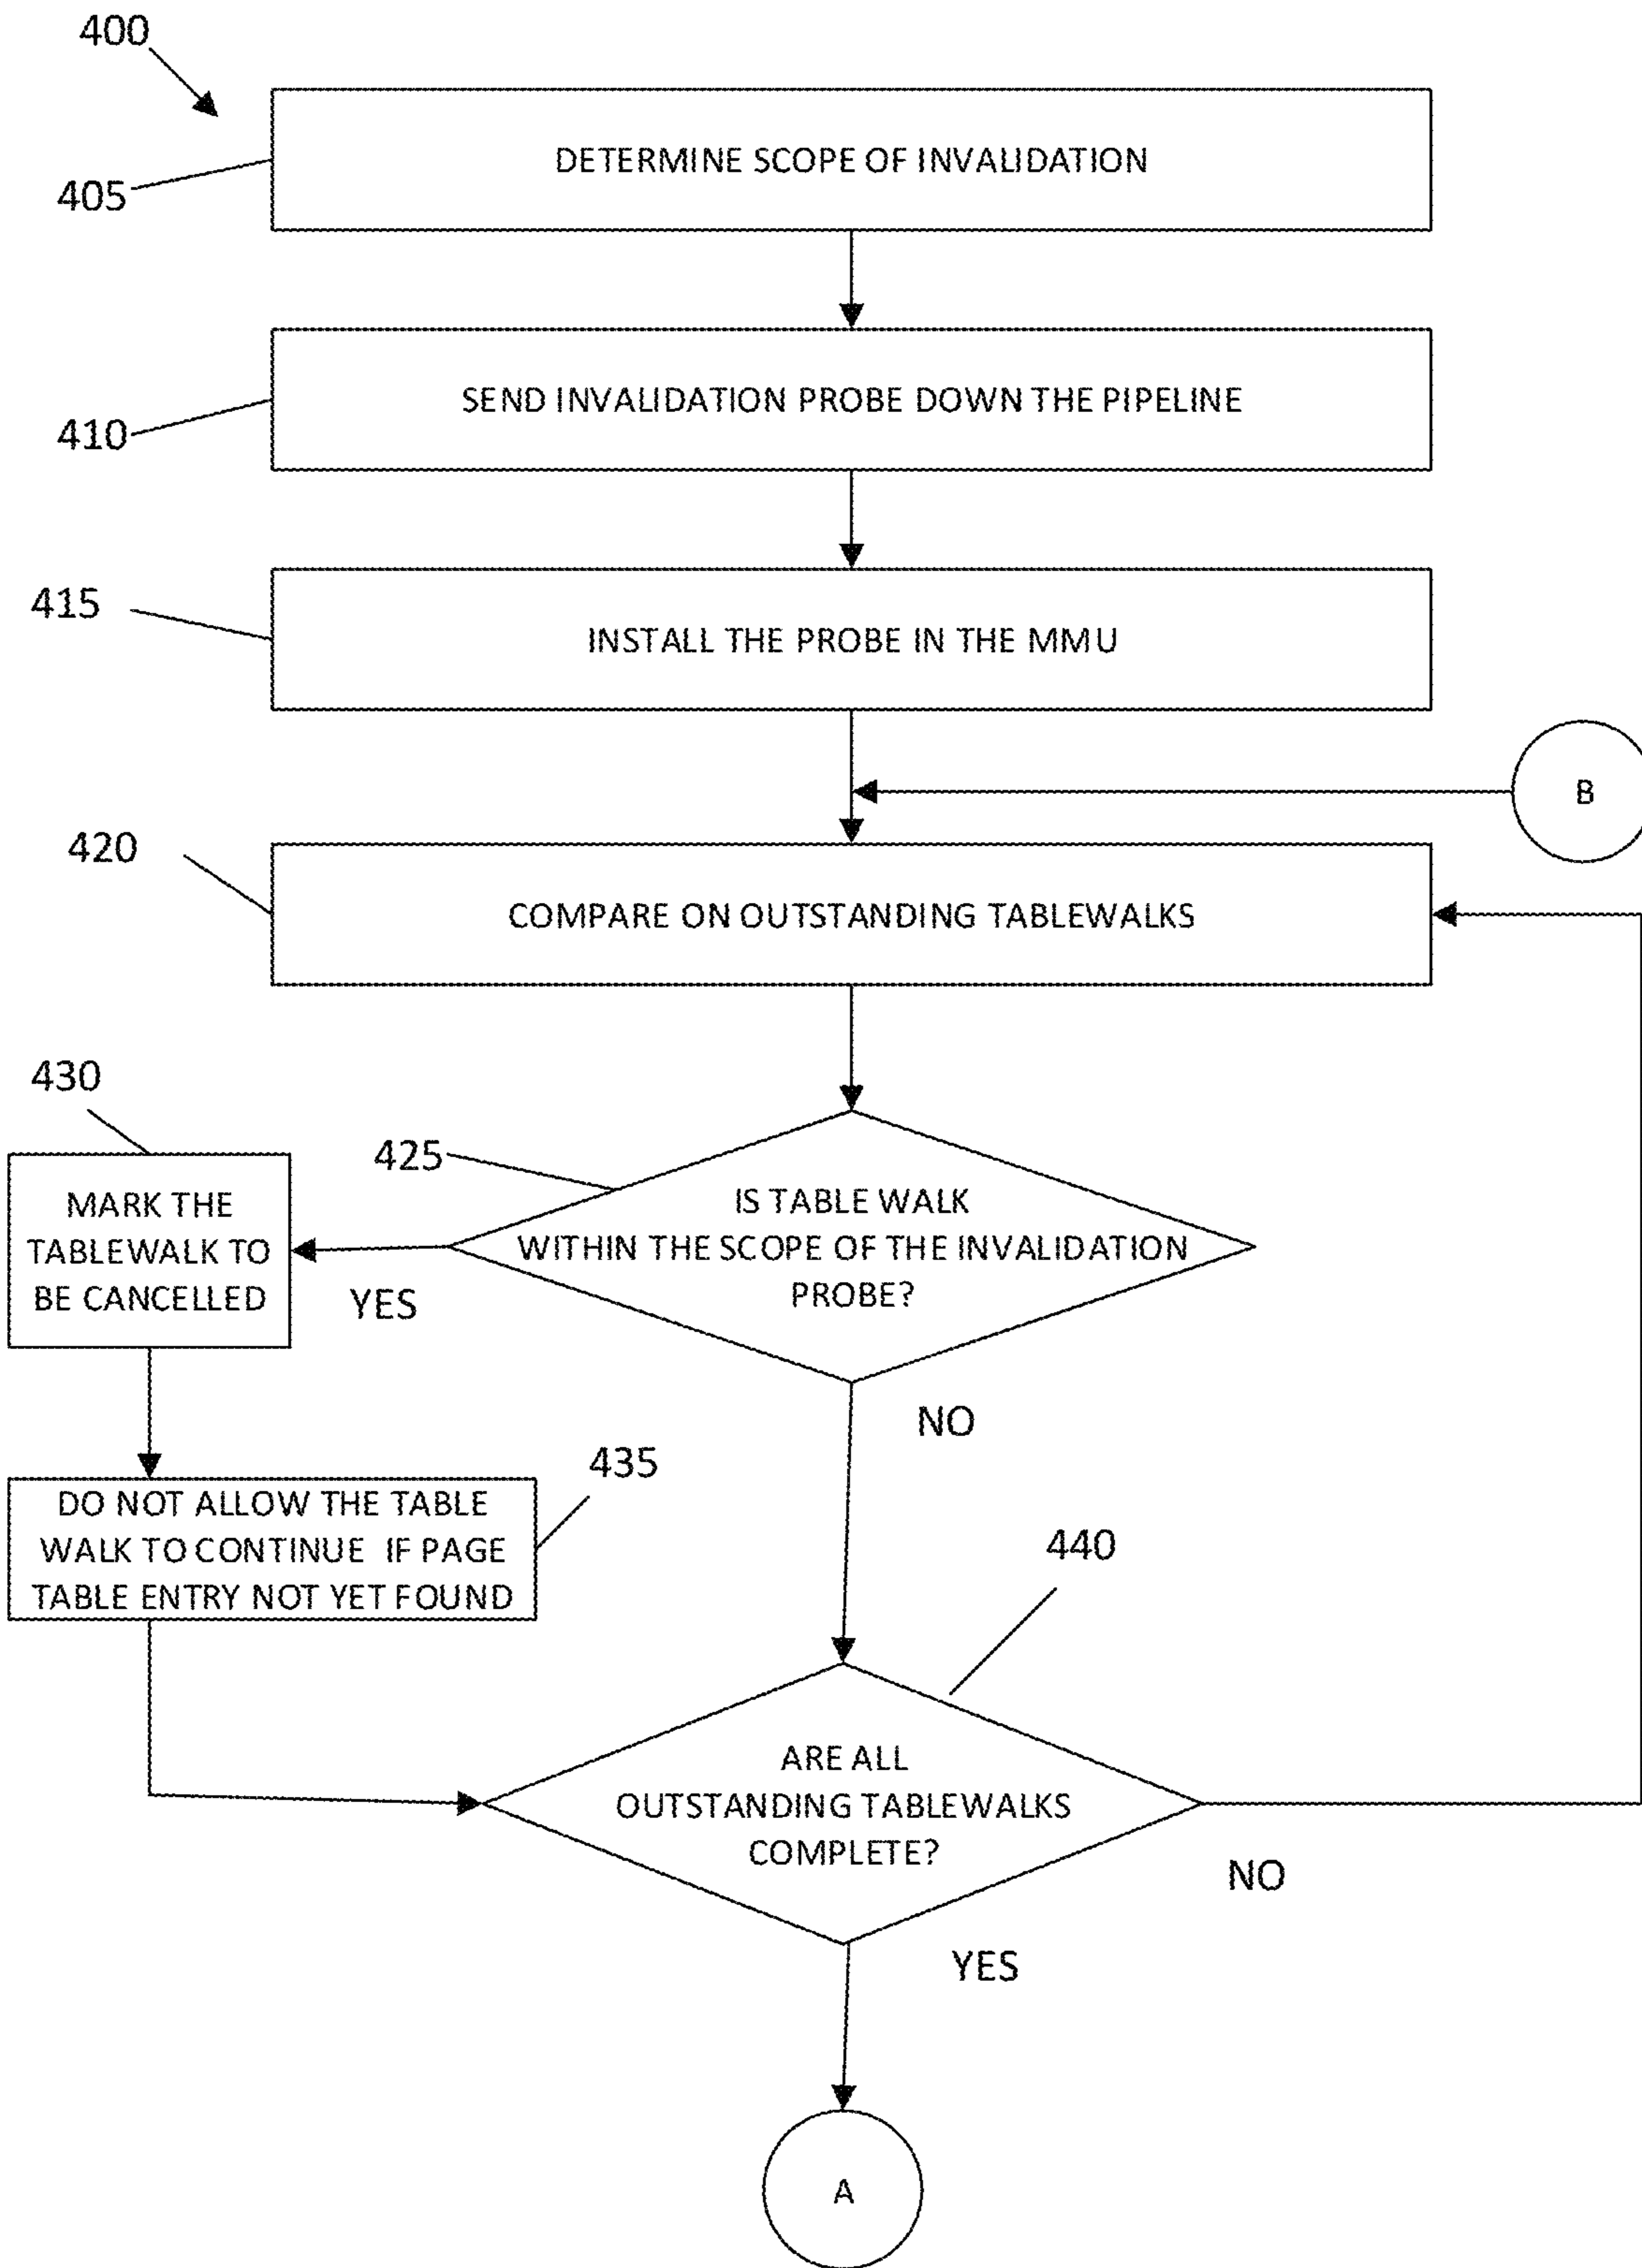 400
DETERMINE SCOPE OF INVALIDATION
405
SEND INVALIDATION PROBE DOWN THE PIPELINE
410
415
INSTALL THE PROBE IN THE MMU
B
420
COMPARE ON OUTSTANDING TABLEWALKS
430
425
MARK THE
TABLEWALK TO
BE CANCELLED
YES
IS TABLE WALK
WITHIN THE SCOPE OF THE INVALIDATION
PROBE?
NO
435
DO NOT ALLOW THE TABLE
WALK TO CONTINUE IF PAGE
TABLE ENTRY NOT YET FOUND
440
ARE ALL
OUTSTANDING TABLEWALKS
COMPLETE?
NO
YES
A